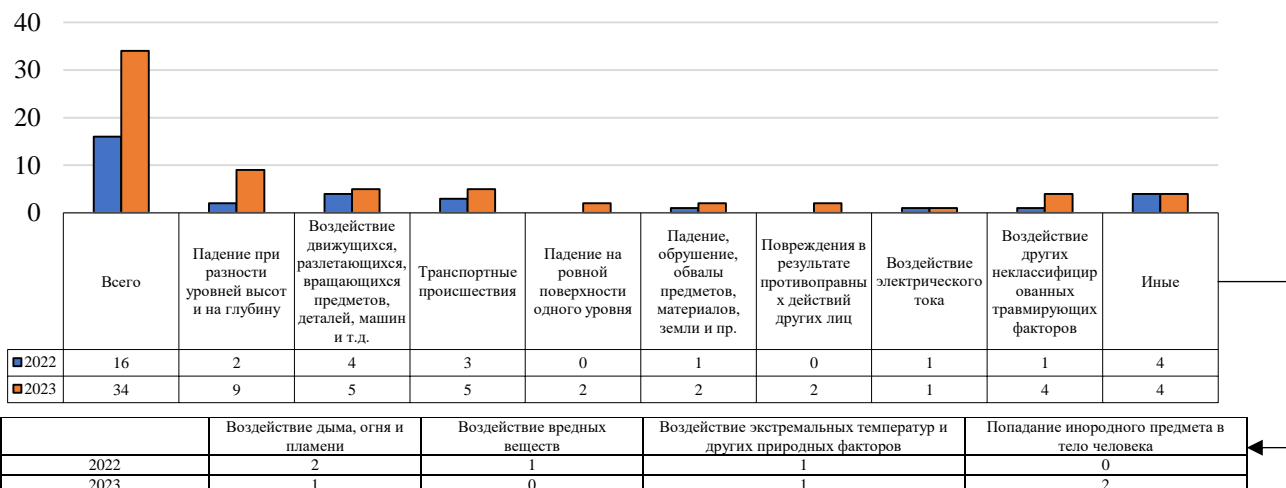 40
30
20
10
0
Всего
Падение при
разности
уровней высот
и на глубину
Воздействие
движущихся,
разлетающихся,
вращающихся
предметов,
деталей, машин
и т.д.
Транспортные
происшествия
Падение на
ровной
поверхности
одного уровня
Падение,
обрушение,
обвалы
предметов,
материалов,
земли и пр.
Повреждения в
результате
противоправны
х действий
других лиц
Воздействие
электрического
тока
Воздействие
других
неклассифицир
ованных
травмирующих
факторов
Иные
2022 16 2 4 3 0 1 0 1 1 4
2023 34 9 5 5 2 2 2 1 4 4
Воздействие дыма, огня и
пламени
Воздействие вредных
веществ
Воздействие экстремальных температур и
других природных факторов
Попадание инородного предмета в
тело человека
2022 2 1 1 0
2023 1 0 1 2